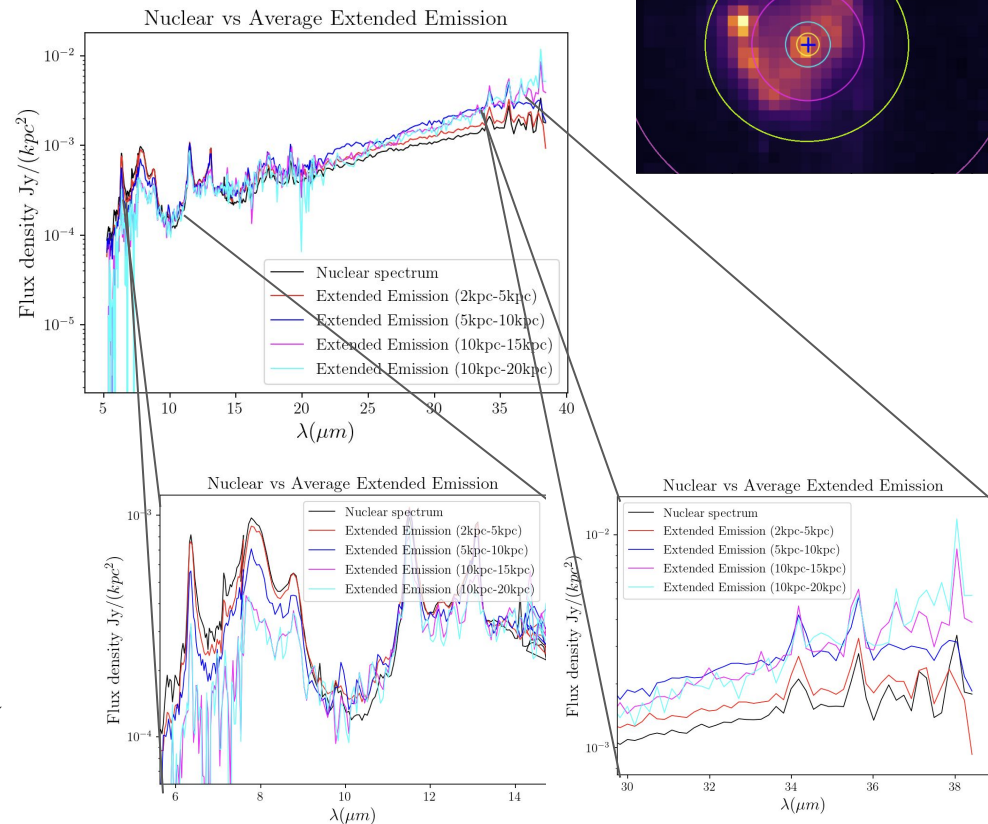 Nuclear vs Average Extended Emission
10⁻²
10⁻³
10⁻⁴
10⁻⁵
Flux density Jy/(kpc²)
Nuclear spectrum
Extended Emission (2kpc-5kpc)
Extended Emission (5kpc-10kpc)
Extended Emission (10kpc-15kpc)
Extended Emission (10kpc-20kpc)
5 10 15 20 25 30 35 40
λ(μm)
Nuclear vs Average Extended Emission
10⁻³
10⁻⁴
Flux density Jy/(kpc²)
Nuclear spectrum
Extended Emission (2kpc-5kpc)
Extended Emission (5kpc-10kpc)
Extended Emission (10kpc-15kpc)
Extended Emission (10kpc-20kpc)
6 8 10 12 14
λ(μm)
Nuclear vs Average Extended Emission
10⁻²
10⁻³
Flux density Jy/(kpc²)
Nuclear spectrum
Extended Emission (2kpc-5kpc)
Extended Emission (5kpc-10kpc)
Extended Emission (10kpc-15kpc)
Extended Emission (10kpc-20kpc)
30 32 34 36 38
λ(μm)